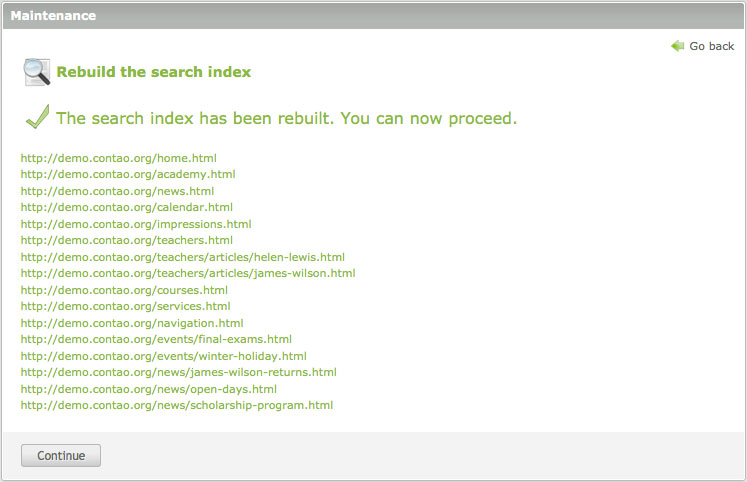 Maintenance
Go back
Rebuild the search index
The search index has been rebuilt. You can now proceed.
http://demo.contao.org/home.html
http://demo.contao.org/academy.html
http://demo.contao.org/news.html
http://demo.contao.org/calendar.html
http://demo.contao.org/impressions.html
http://demo.contao.org/teachers.html
http://demo.contao.org/teachers/articles/helen-lewis.html
http://demo.contao.org/teachers/articles/james-wilson.html
http://demo.contao.org/courses.html
http://demo.contao.org/services.html
http://demo.contao.org/navigation.html
http://demo.contao.org/events/final-exams.html
http://demo.contao.org/events/winter-holiday.html
http://demo.contao.org/news/james-wilson-returns.html
http://demo.contao.org/news/open-days.html
http://demo.contao.org/news/scholarship-program.html
Continue